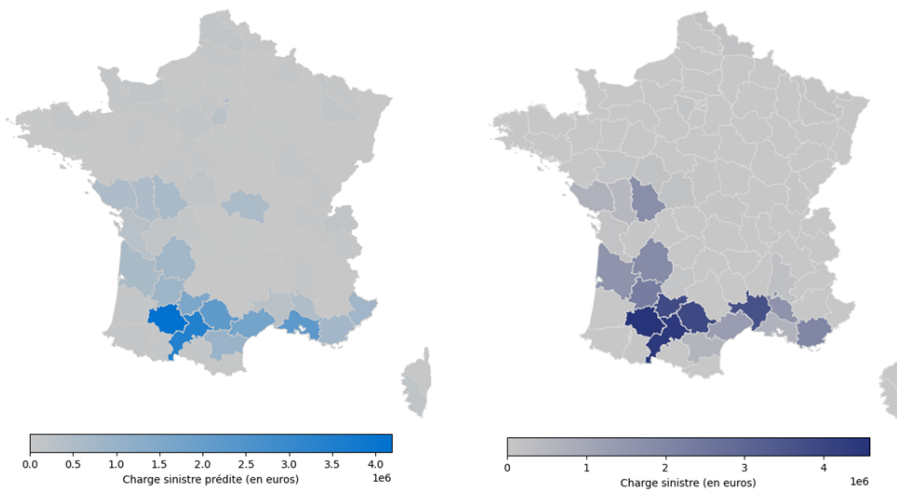 0.0 0.5 1.0 1.5 2.0 2.5 3.0 3.5 4.0
Charge sinistre prédite (en euros) 1e6
0 1 2 3 4
Charge sinistre (en euros) 1e6